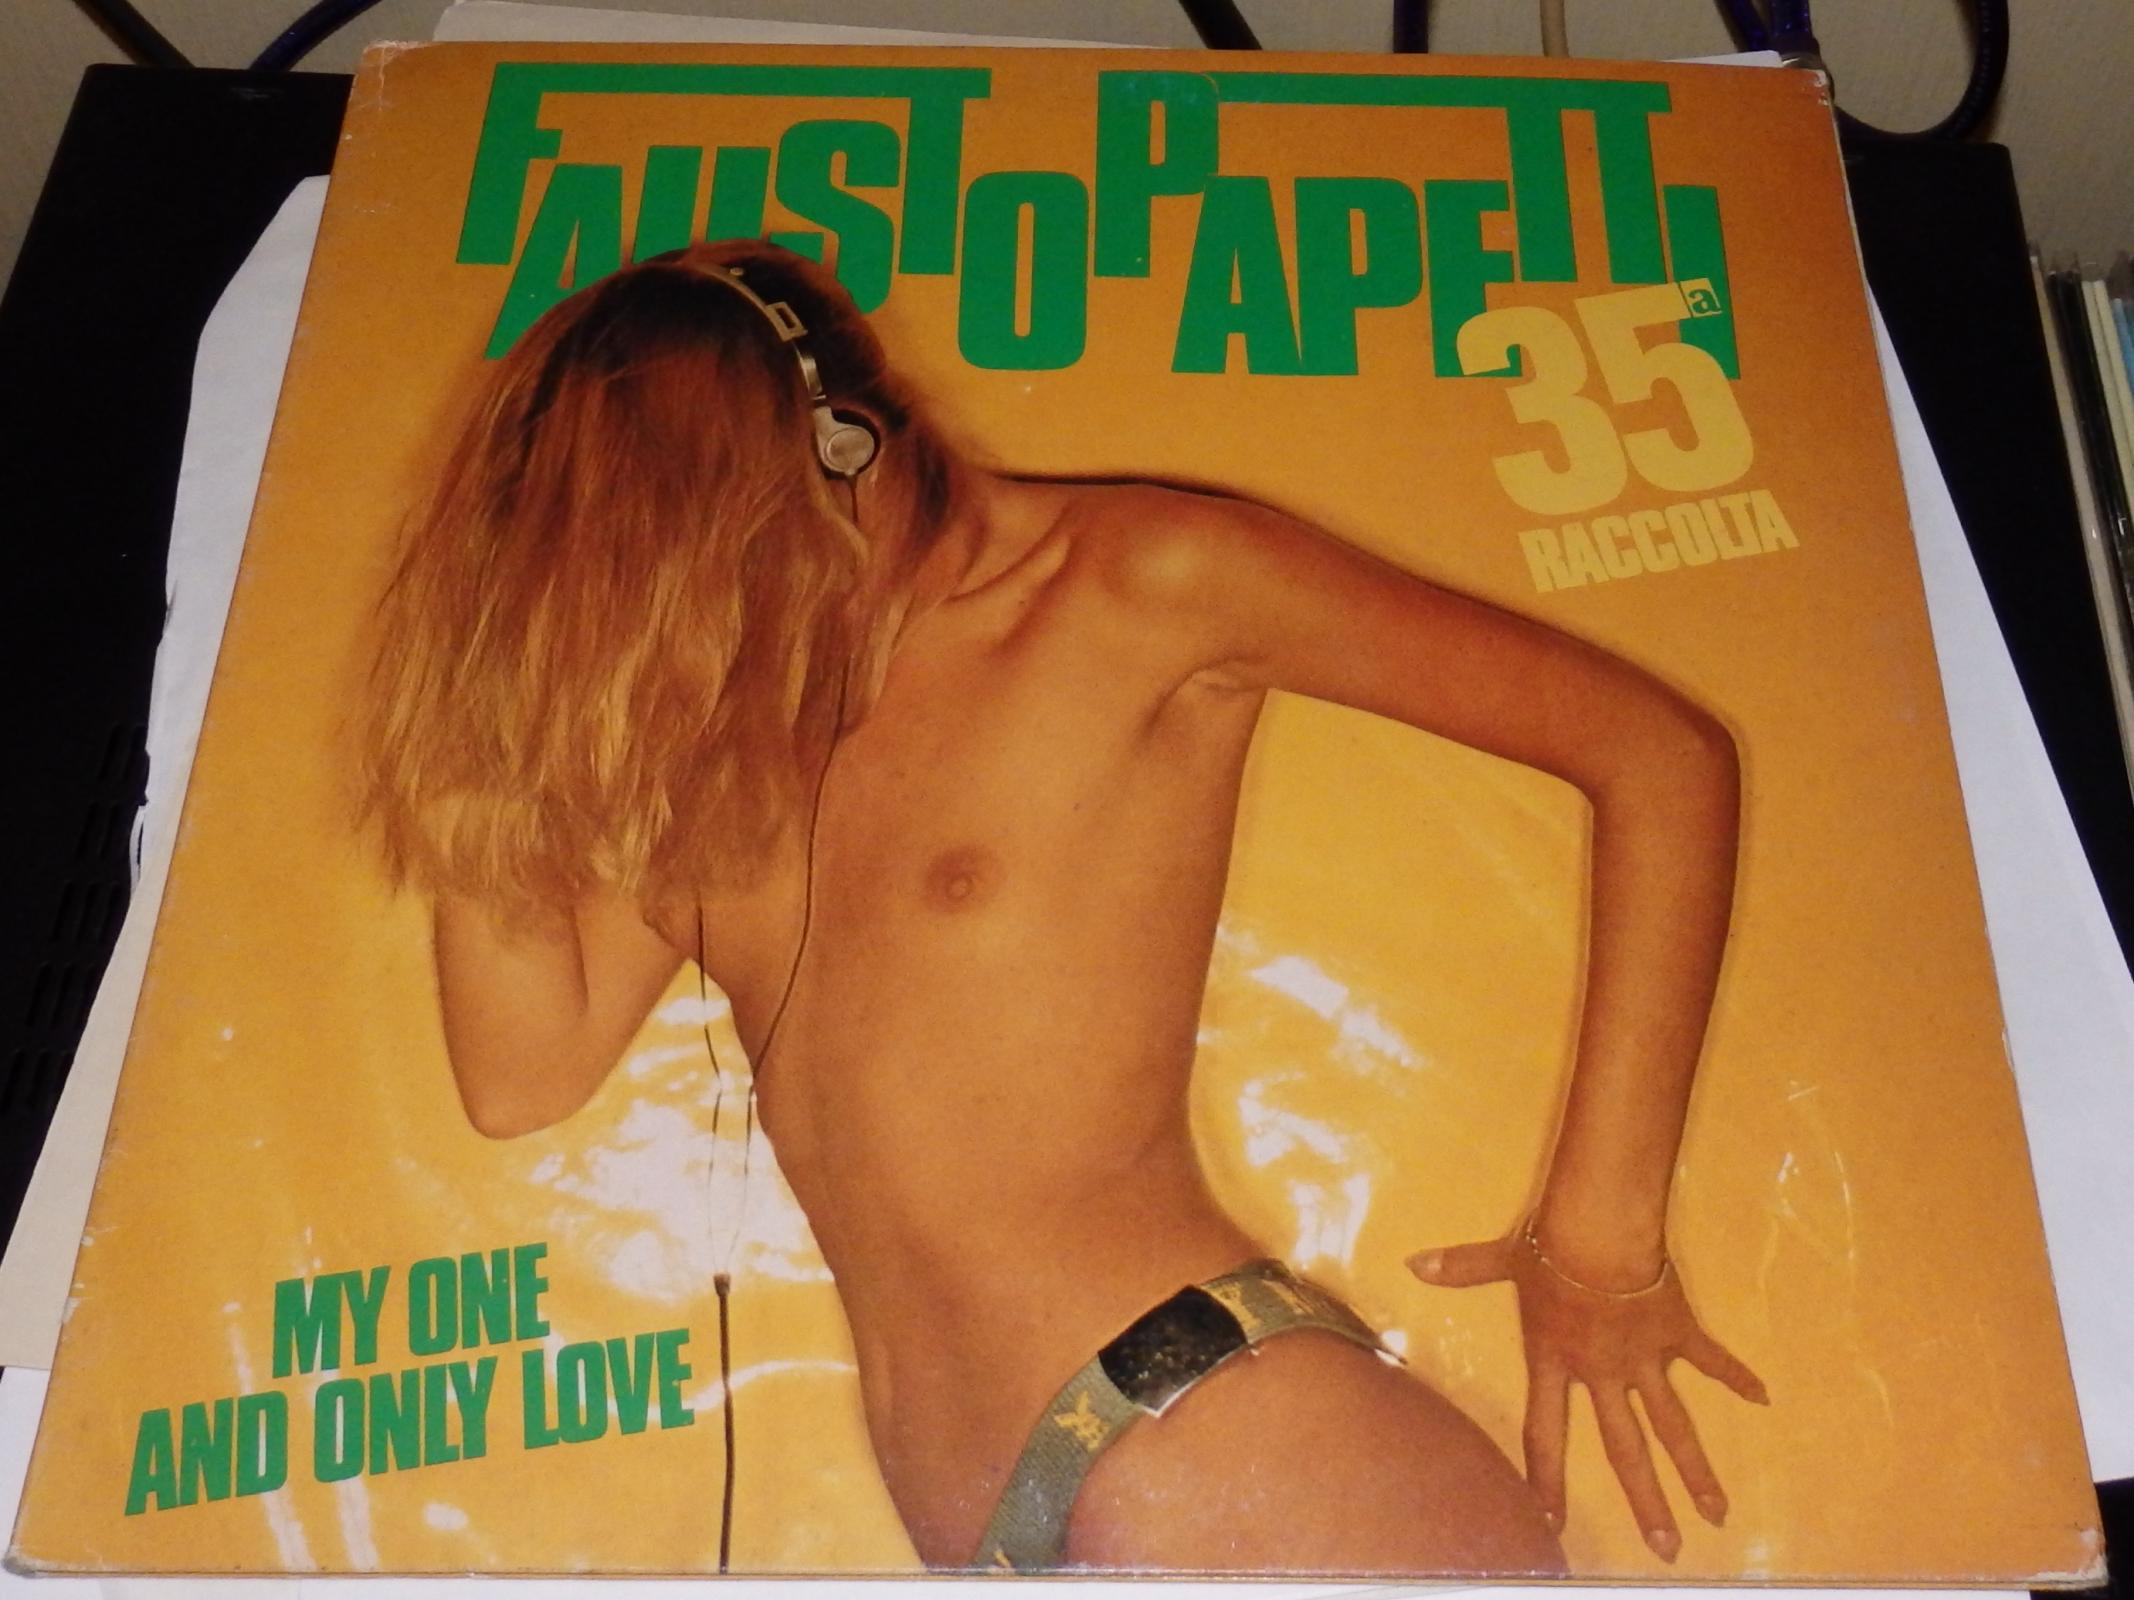 FAUSTO PAPETTI
35a
RACCOLTA
MY ONE
AND ONLY LOVE